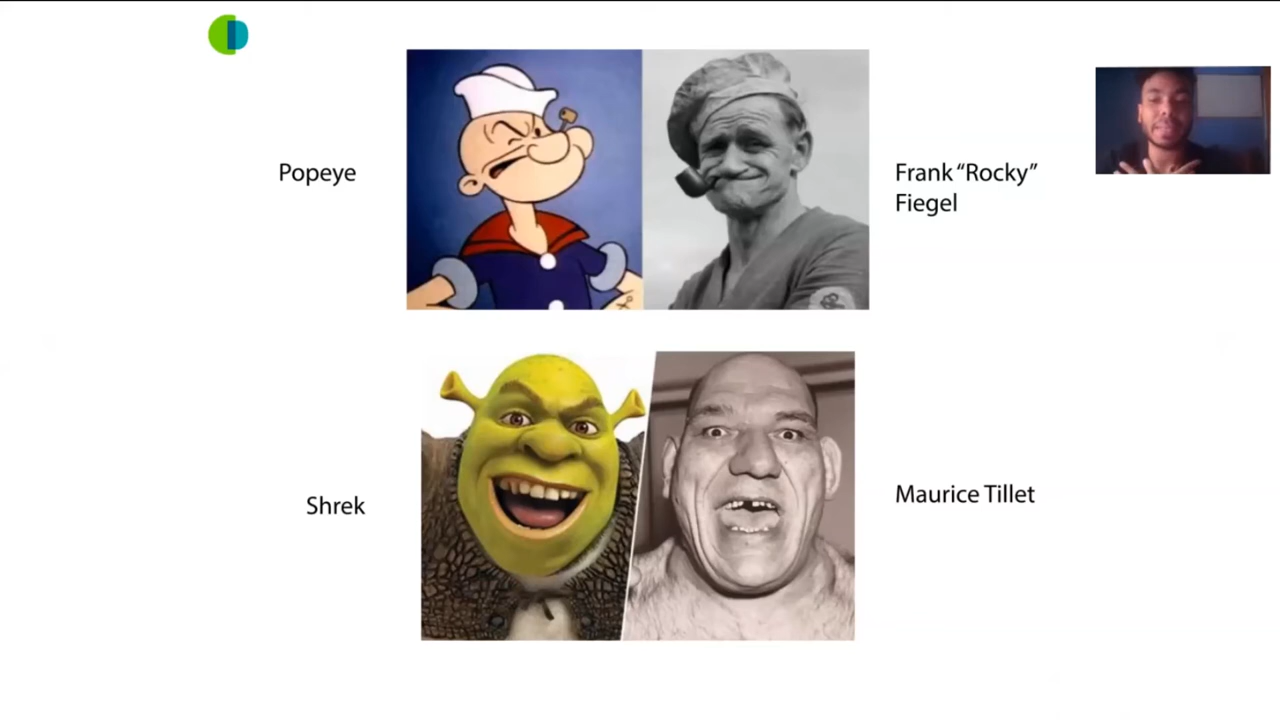 Popeye
Frank “Rocky”
Fiegel
Shrek
Maurice Tillet